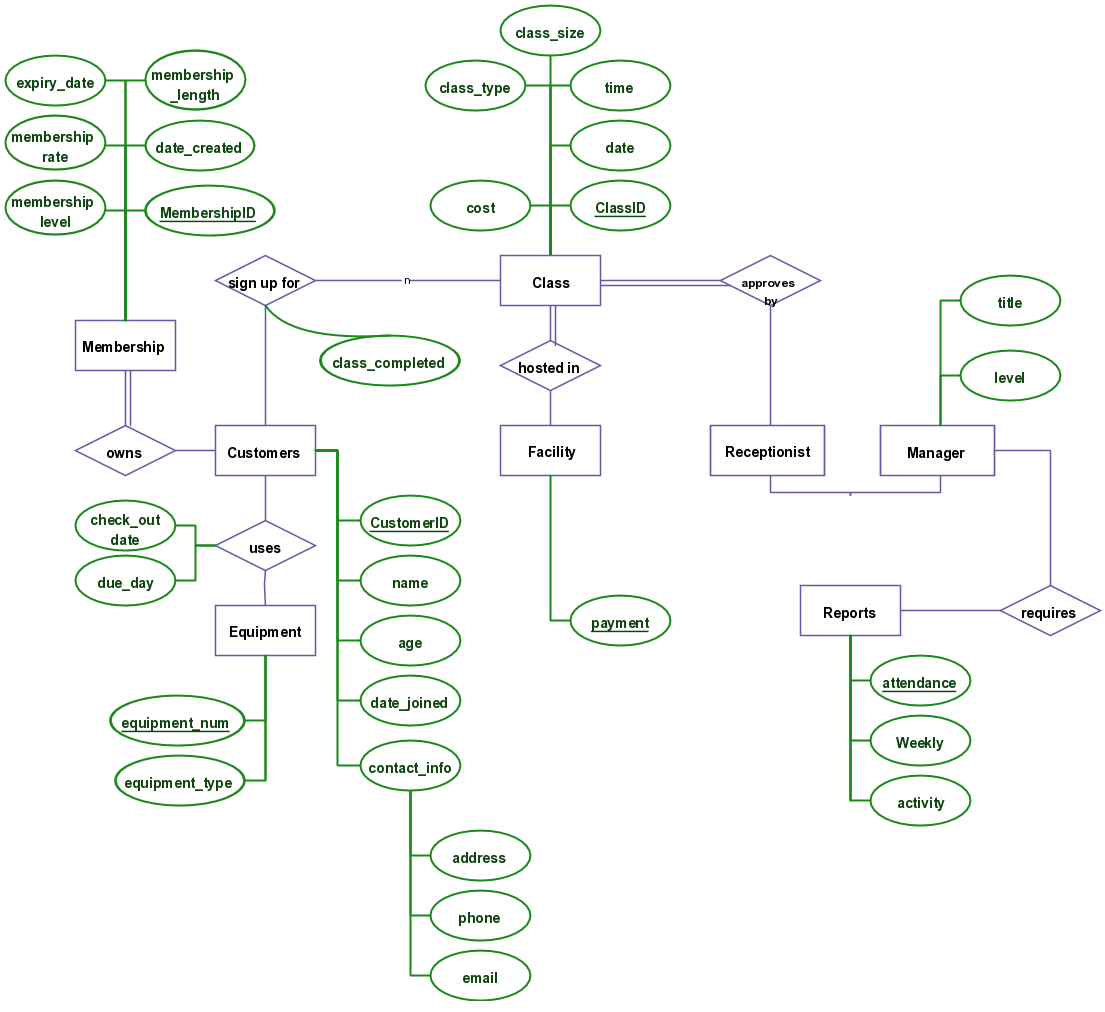 class_size
expiry_date
membership
_length
class_type
time
membership
rate
date_created
date
membership
level
MembershipID
cost
ClassID
sign up for
n
Class
approves
by
title
Membership
class_completed
hosted in
level
owns
Customers
Facility
Receptionist
Manager
check_out
date
CustomerID
uses
due_day
name
Equipment
age
payment
Reports
requires
equipment_num
date_joined
attendance
Weekly
equipment_type
contact_info
activity
address
phone
email